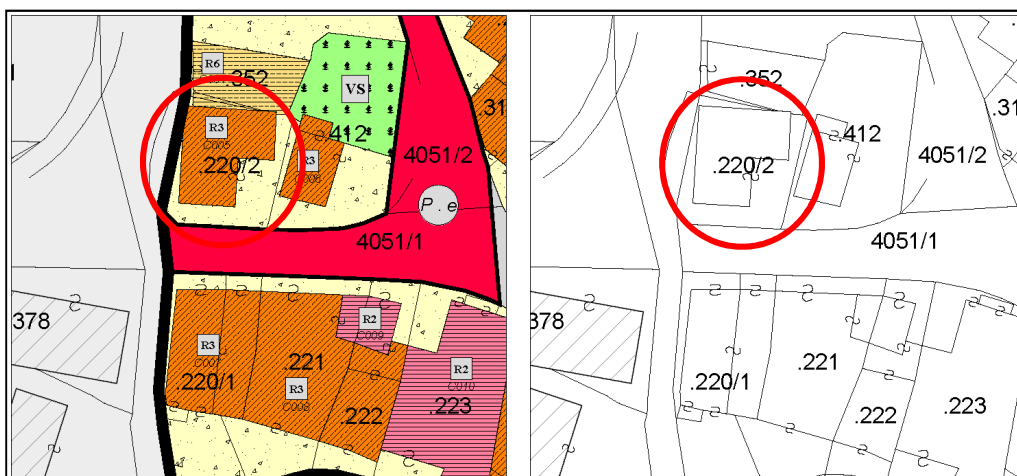 R6
.352
VS
.31
R3
C005
.412
R3
C006
.220/2
4051/2
P.e
4051/1
378
R2
C009
R3
.221
R2
C010
.220/1
R3
C008
.222
.223
.352
.31
.412
.220/2
4051/2
4051/1
378
.221
.220/1
.222
.223